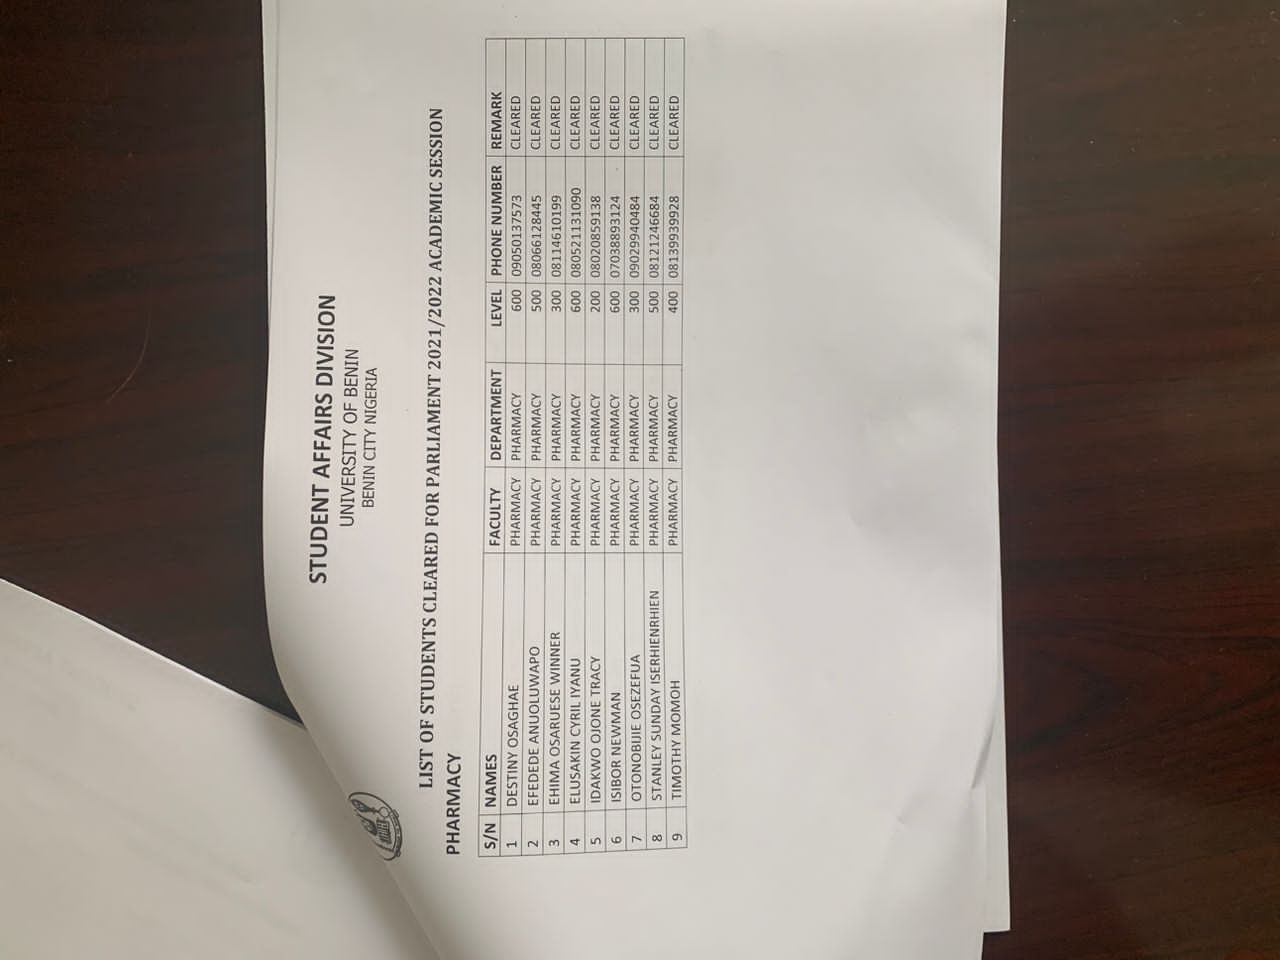 STUDENT AFFAIRS DIVISION
UNIVERSITY OF BENIN
BENIN CITY NIGERIA
LIST OF STUDENTS CLEARED FOR PARLIAMENT 2021/2022 ACADEMIC SESSION
PHARMACY
S/N NAMES FACULTY DEPARTMENT LEVEL PHONE NUMBER REMARK
1 DESTINY OSAGHAE PHARMACY PHARMACY 600 09050137573 CLEARED
2 EFEDEDE ANUOLUWAPO PHARMACY PHARMACY 500 08066128445 CLEARED
3 EHIMA OSARUESE WINNER PHARMACY PHARMACY 300 08114610199 CLEARED
4 ELUSAKIN CYRIL IYANU PHARMACY PHARMACY 600 080521131090 CLEARED
5 IDAKWO OJONE TRACY PHARMACY PHARMACY 200 08020859138 CLEARED
6 ISIBOR NEWMAN PHARMACY PHARMACY 600 07038893124 CLEARED
7 OTONOBUIE OSEZEFUA PHARMACY PHARMACY 300 09029940484 CLEARED
8 STANLEY SUNDAY ISERHIENRHIEN PHARMACY PHARMACY 500 08121246684 CLEARED
9 TIMOTHY MOMOH PHARMACY PHARMACY 400 08139939928 CLEARED